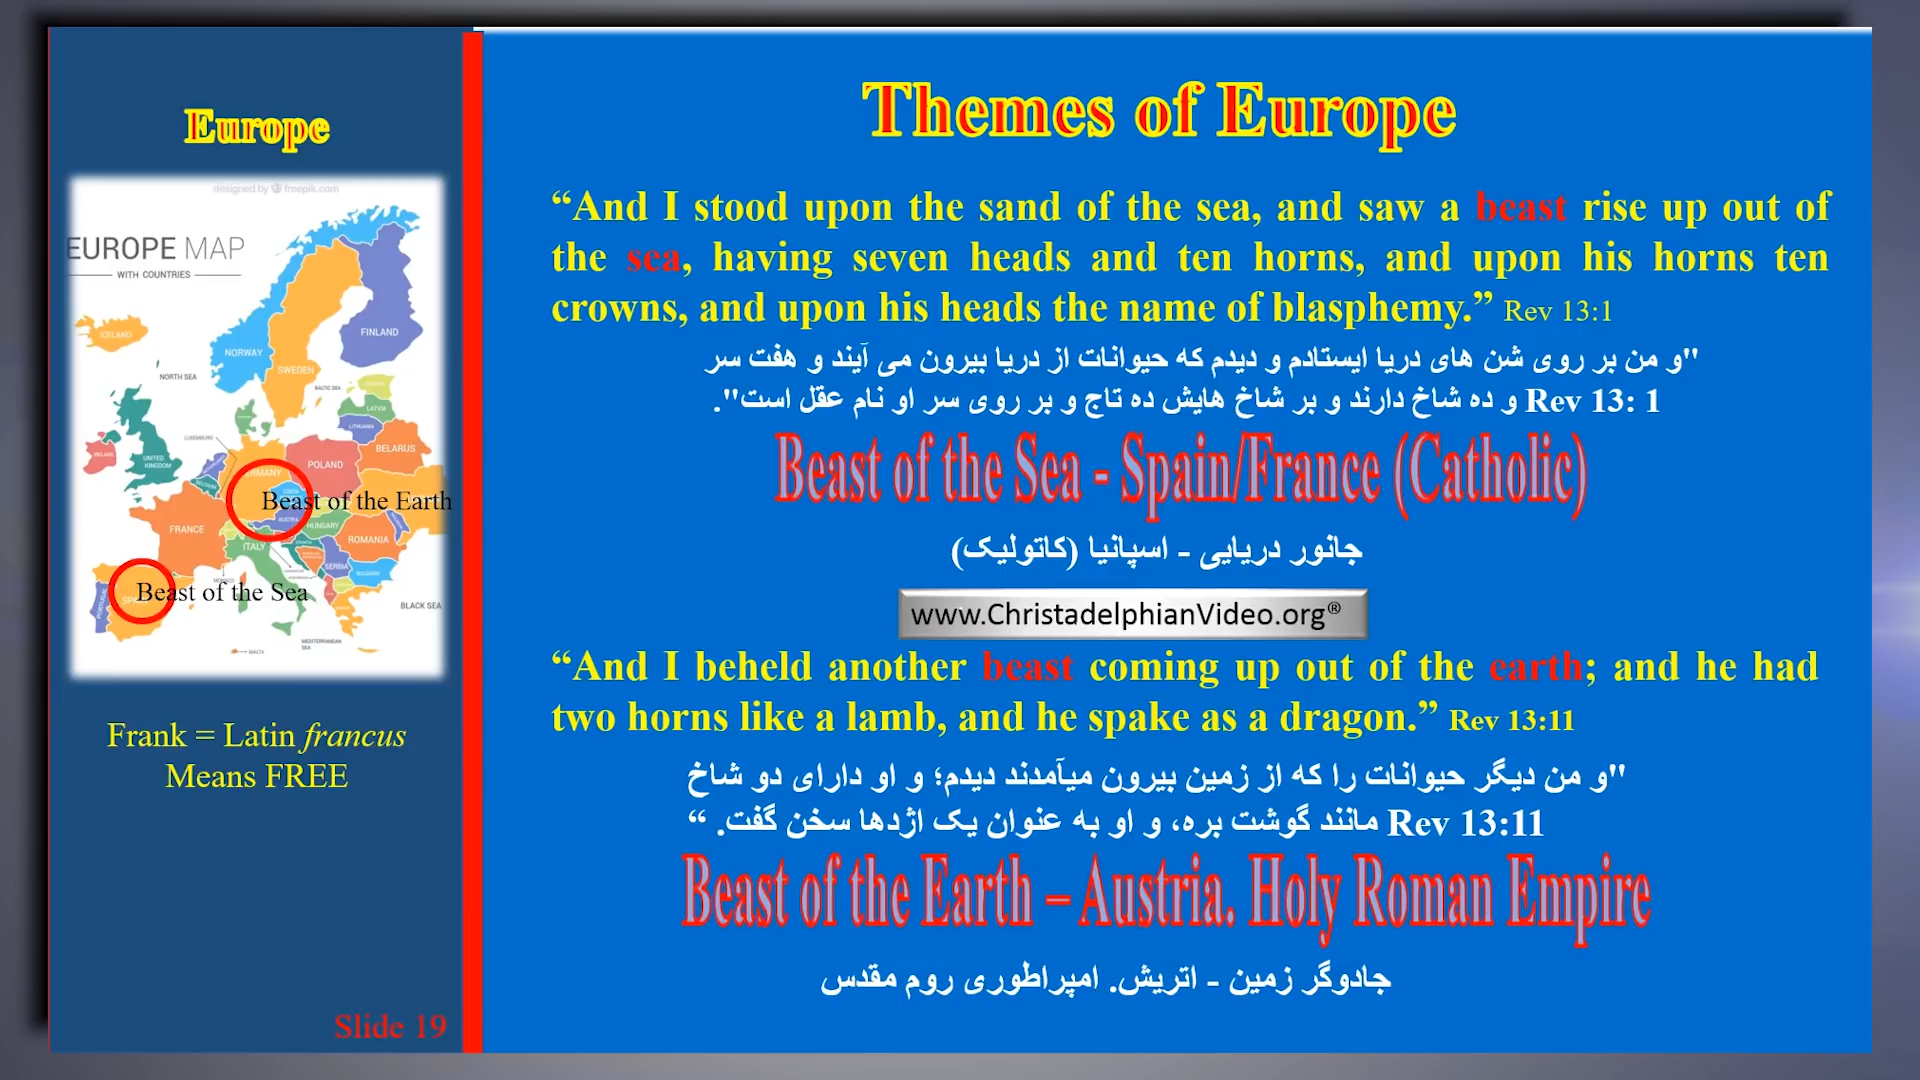 Europe
designed by freepik.com
EUROPE MAP
WITH COUNTRIES
ICELAND
FINLAND
NORWAY
SWEDEN
NORTH SEA
BALTIC SEA
LATVIA
LITHUANIA
LUXEMBURG
BELARUS
IRELAND
UNITED KINGDOM
POLAND
BELGIUM
Beast of the Earth
FRANCE
AUSTRIA
HUNGARY
ITALY
ROMANIA
SERBIA
BULGARIA
Beast of the Sea
PORTUGAL
BLACK SEA
MEDITERRANEAN SEA
MALTA
Frank = Latin francus
Means FREE
Slide 19
Themes of Europe
“And I stood upon the sand of the sea, and saw a beast rise up out of
the sea, having seven heads and ten horns, and upon his horns ten
crowns, and upon his heads the name of blasphemy.” Rev 13:1
"و من بر روی شن های دریا ایستادم و دیدم که حیوانات از دریا بیرون می آیند و هفت سر
Rev 13: 1 و ده شاخ دارند و بر شاخ هایش ده تاج و بر روی سر او نام عقل است".
Beast of the Sea - Spain/France (Catholic)
جانور دریایی - اسپانیا (کاتولیک)
www.ChristadelphianVideo.org®
“And I beheld another beast coming up out of the earth; and he had
two horns like a lamb, and he spake as a dragon.” Rev 13:11
"و من دیگر حیوانات را که از زمین بیرون میآمدند دیدم؛ و او دارای دو شاخ
Rev 13:11 مانند گوشت بره، و او به عنوان یک اژدها سخن گفت. “
Beast of the Earth – Austria. Holy Roman Empire
جادوگر زمین - اتریش. امپراطوری روم مقدس